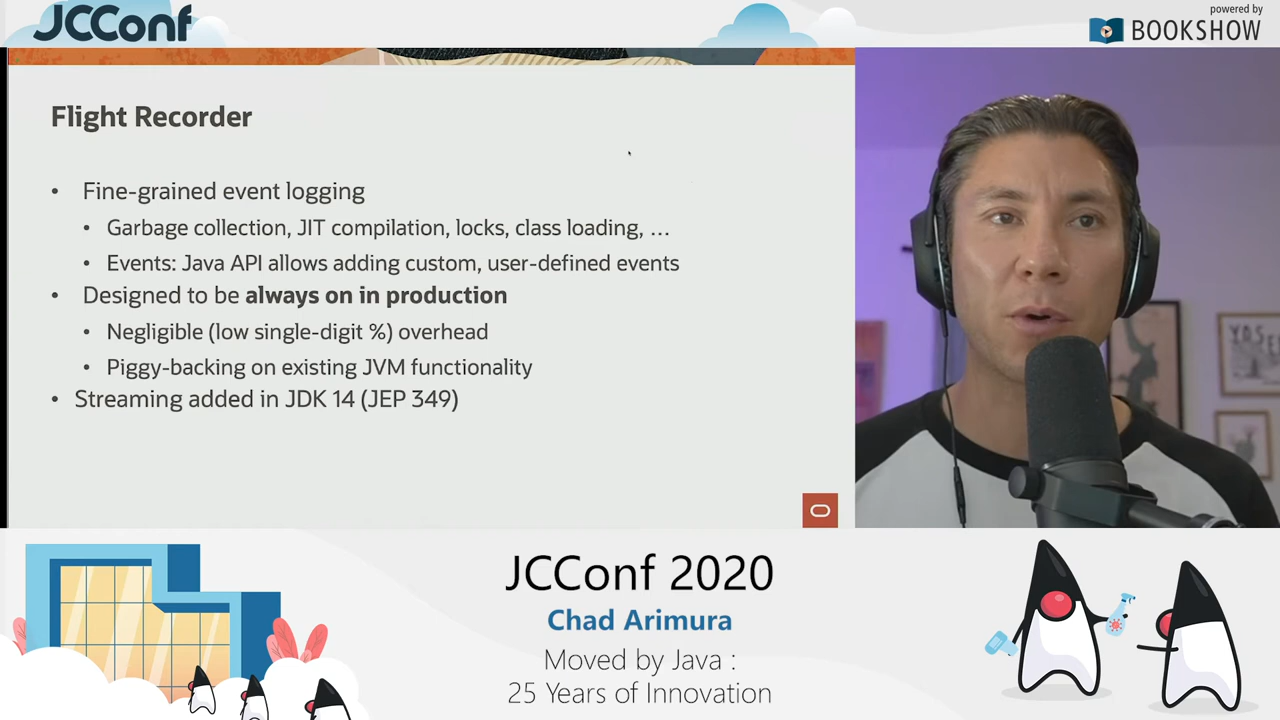 JCConf
powered by
BOOKSHOW
Flight Recorder
• Fine-grained event logging
• Garbage collection, JIT compilation, locks, class loading, …
• Events: Java API allows adding custom, user-defined events
• Designed to be always on in production
• Negligible (low single-digit %) overhead
• Piggy-backing on existing JVM functionality
• Streaming added in JDK 14 (JEP 349)
JCConf 2020
Chad Arimura
Moved by Java :
25 Years of Innovation